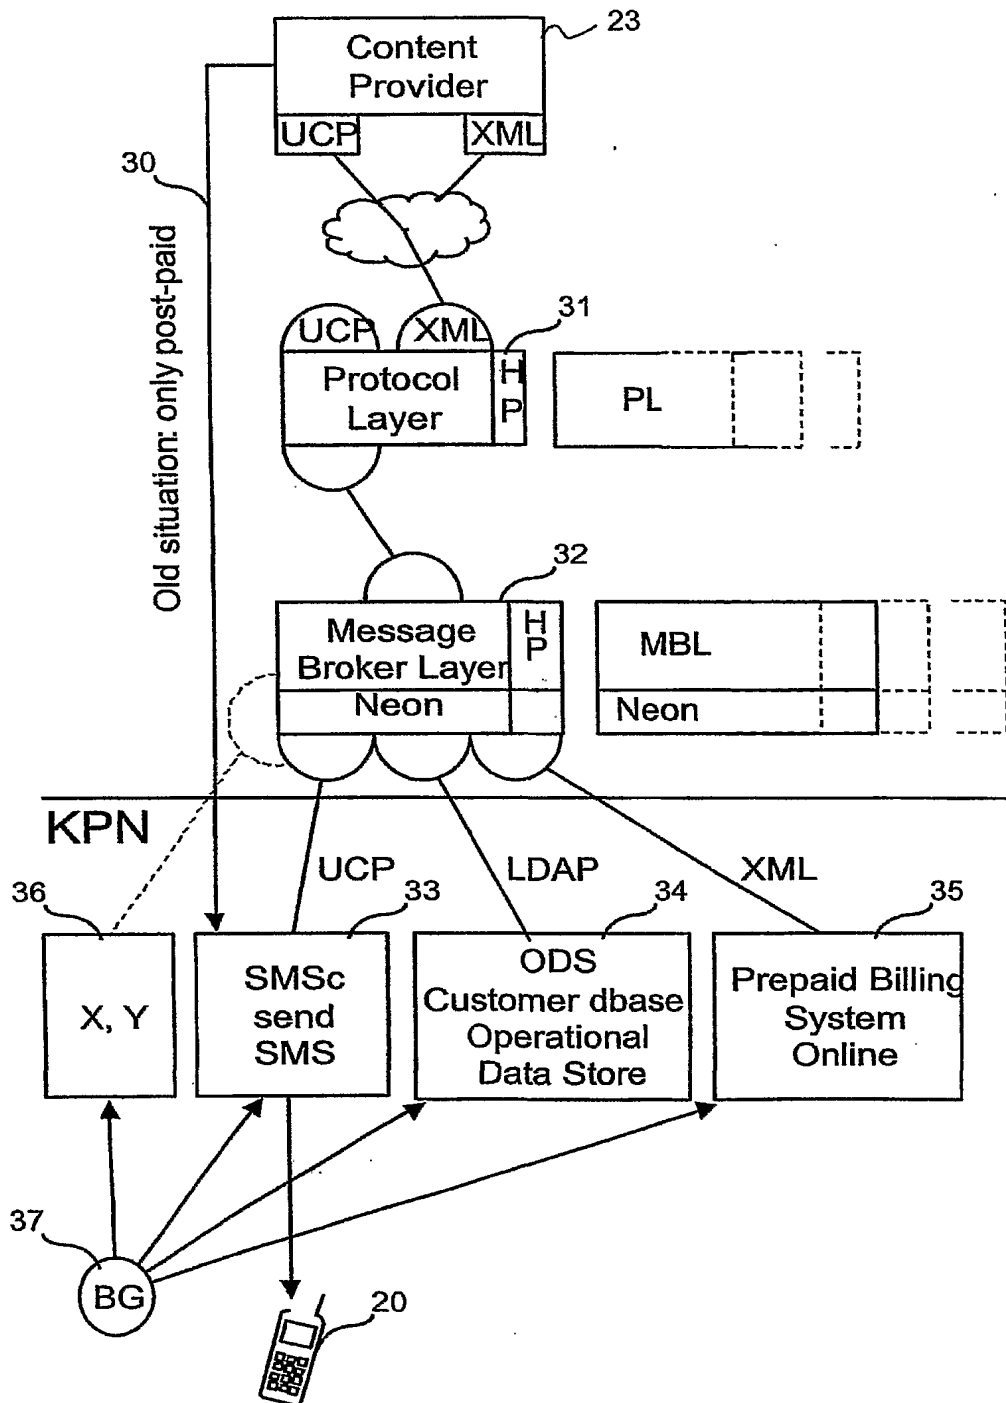 23
Content
Provider
UCP
XML
30
Old situation: only post-paid
31
UCP
XML
H
P
Protocol
Layer
PL
32
Message
Broker Layer
H
P
Neon
MBL
Neon
KPN
UCP
LDAP
XML
36
33
34
35
X, Y
SMSc
send
SMS
ODS
Customer dbase
Operational
Data Store
Prepaid Billing
System
Online
37
BG
20